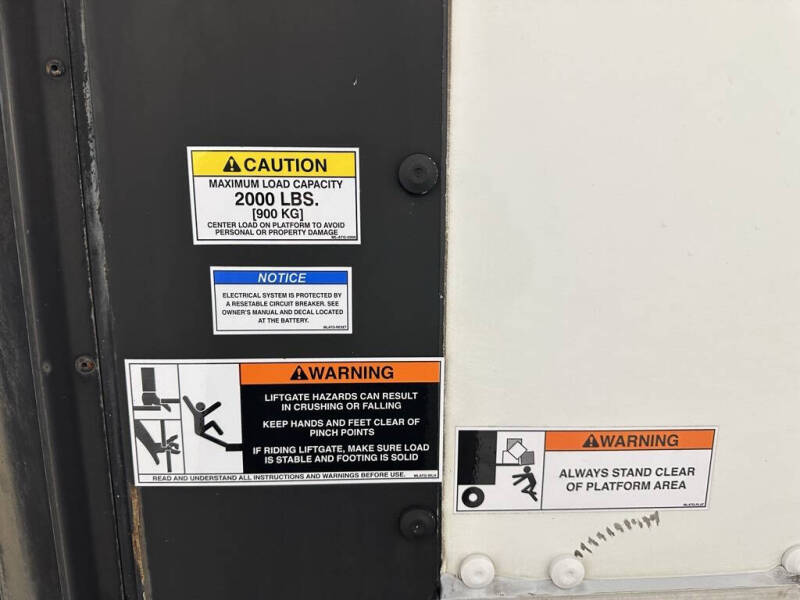 CAUTION
MAXIMUM LOAD CAPACITY
2000 LBS.
[900 KG]
CENTER LOAD ON PLATFORM TO AVOID
PERSONAL OR PROPERTY DAMAGE
NOTICE
ELECTRICAL SYSTEM IS PROTECTED BY
A RESETABLE CIRCUIT BREAKER. SEE
OWNER'S MANUAL AND DECAL LOCATED
AT THE BATTERY.
WARNING
LIFTGATE HAZARDS CAN RESULT
IN CRUSHING OR FALLING
KEEP HANDS AND FEET CLEAR OF
PINCH POINTS
IF RIDING LIFTGATE, MAKE SURE LOAD
IS STABLE AND FOOTING IS SOLID
READ AND UNDERSTAND ALL INSTRUCTIONS AND WARNINGS BEFORE USE.
WARNING
ALWAYS STAND CLEAR
OF PLATFORM AREA